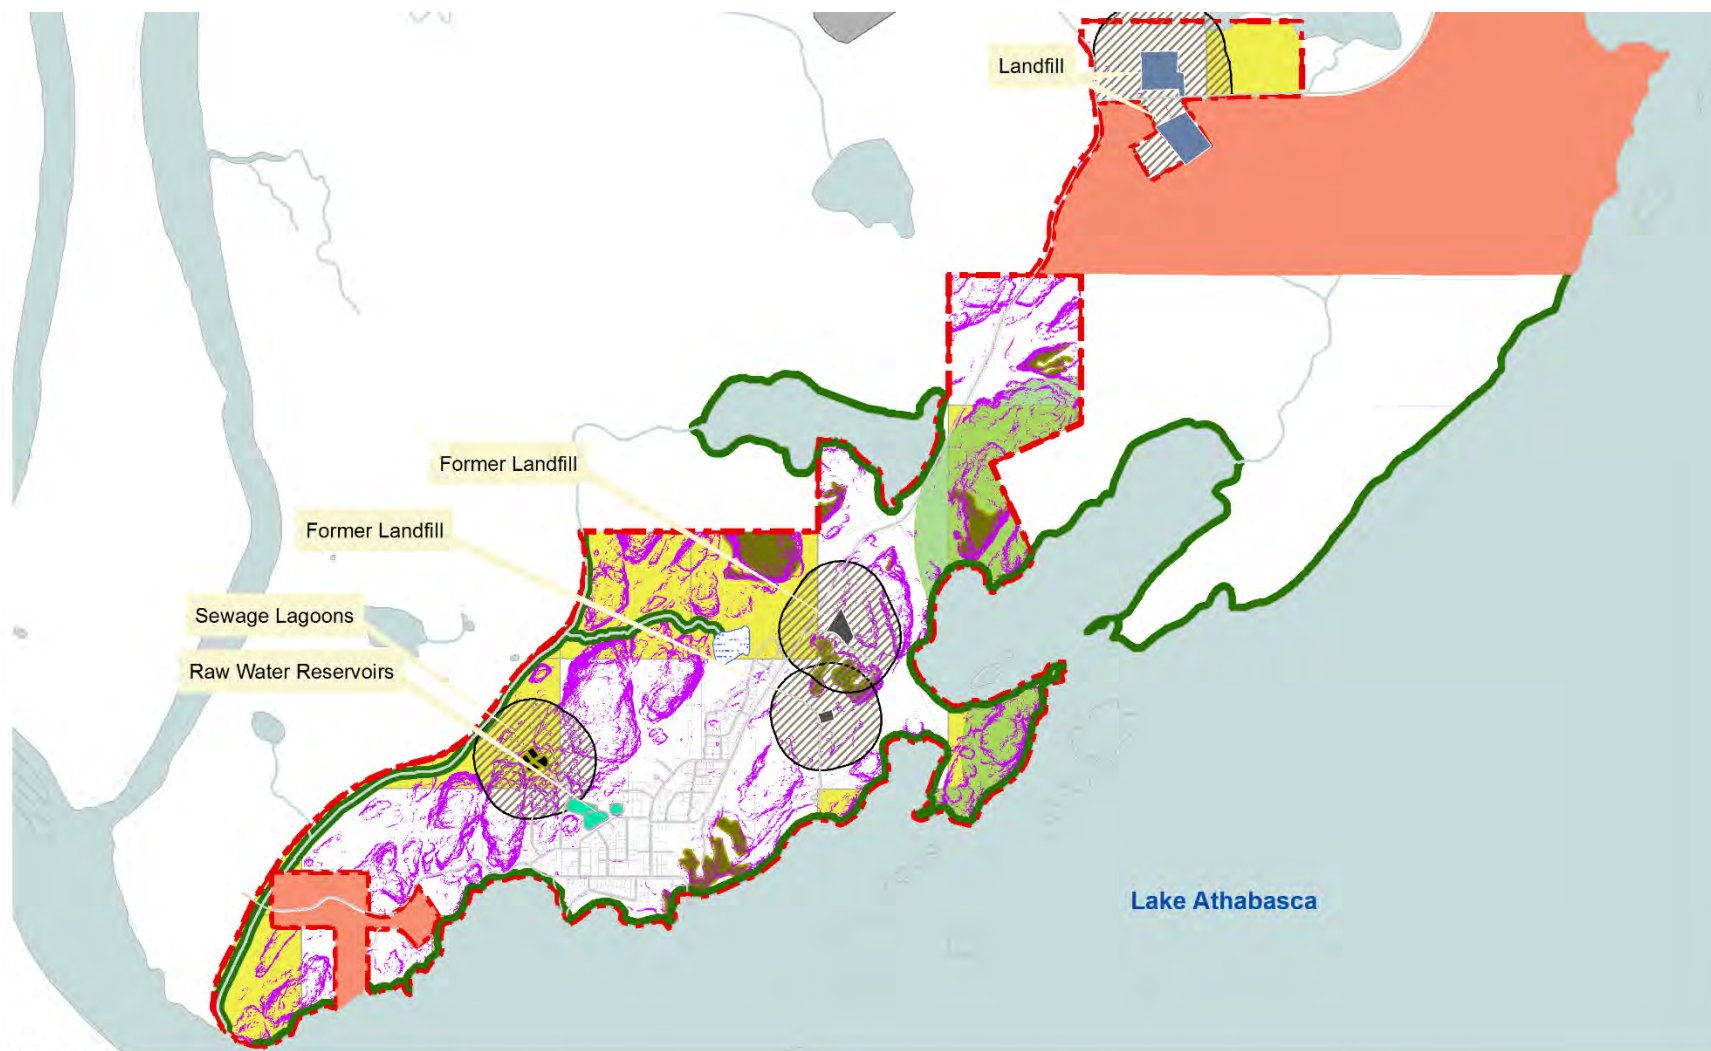 Landfill
Former Landfill
Former Landfill
Sewage Lagoons
Raw Water Reservoirs
Lake Athabasca